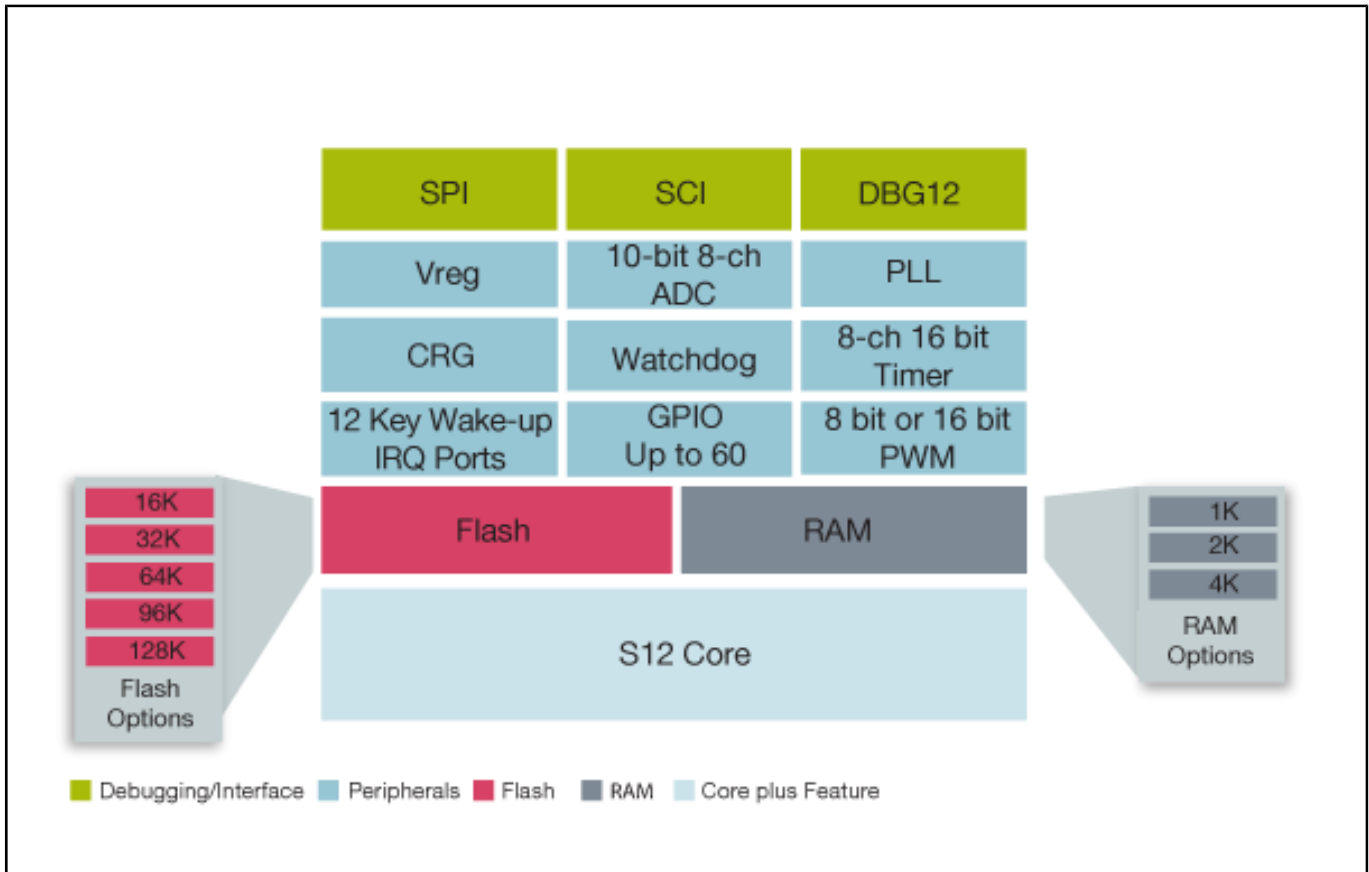 SPI
SCI
DBG12
Vreg
10-bit 8-ch
ADC
PLL
CRG
Watchdog
8-ch 16 bit
Timer
12 Key Wake-up
IRQ Ports
GPIO
Up to 60
8 bit or 16 bit
PWM
Flash
RAM
16K
32K
64K
96K
128K
Flash
Options
1K
2K
4K
RAM
Options
S12 Core
Debugging/Interface
Peripherals
Flash
RAM
Core plus Feature